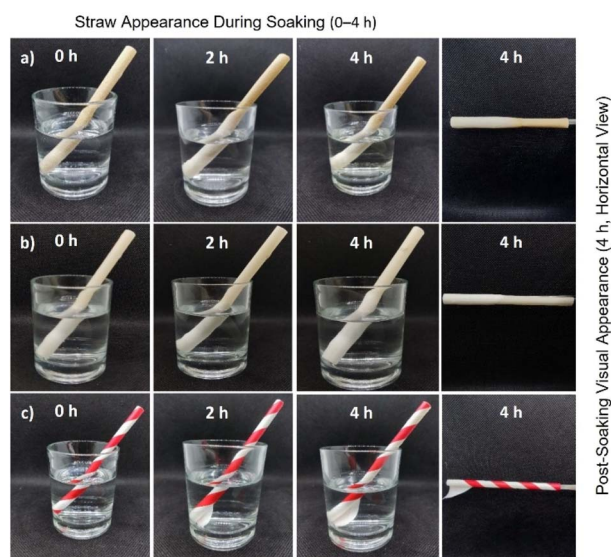 Straw Appearance During Soaking (0–4 h)
a) 0 h 2 h 4 h 4 h
b) 0 h 2 h 4 h 4 h
c) 0 h 2 h 4 h 4 h
Post-Soaking Visual Appearance (4 h, Horizontal View)